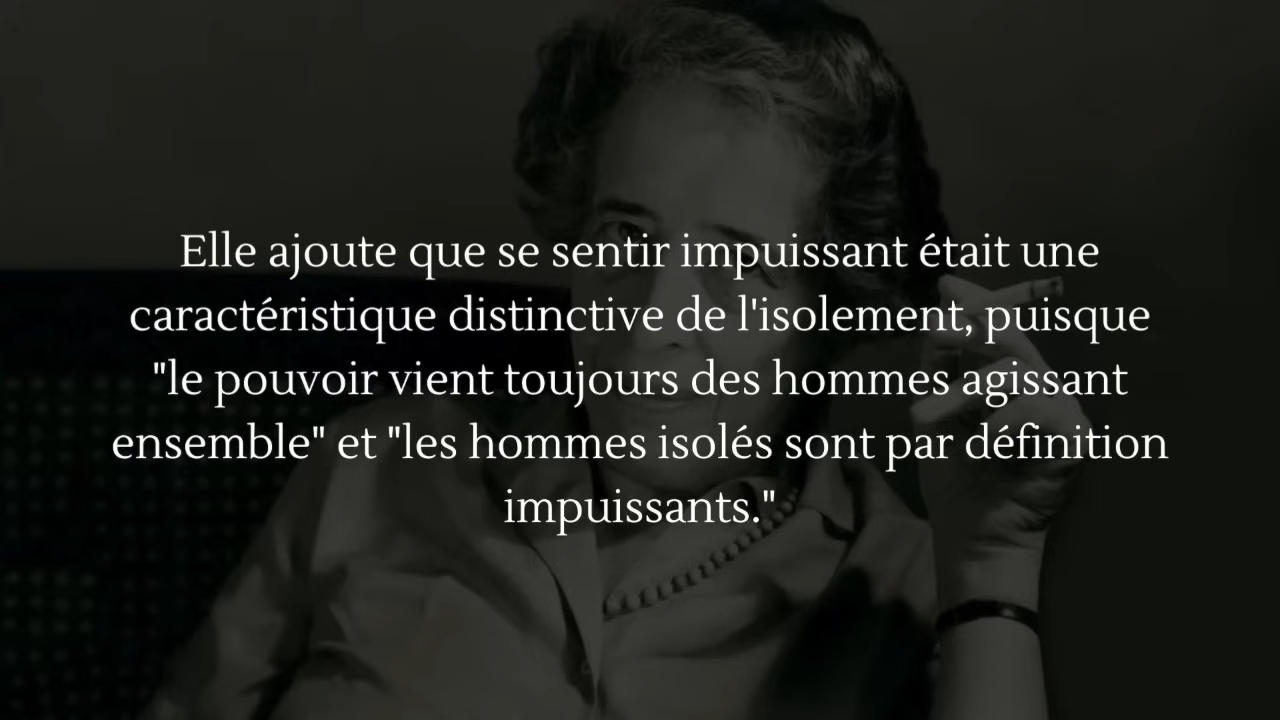 Elle ajoute que se sentir impuissant était une
caractéristique distinctive de l'isolement, puisque
"le pouvoir vient toujours des hommes agissant
ensemble" et "les hommes isolés sont par définition
impuissants."